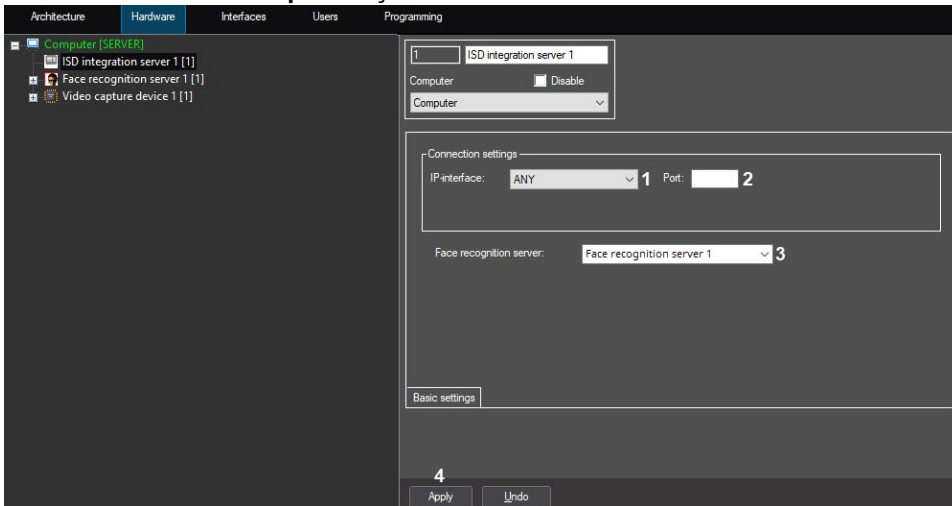 Architecture Hardware Interfaces Users Programming
Computer [SERVER]
ISD integration server 1 [1]
Face recognition server 1 [1]
Video capture device 1 [1]
1 ISD integration server 1
Computer Disable
Computer
Connection settings
IP-interface: ANY 1 Port: 2
Face recognition server: Face recognition server 1 3
Basic settings
4
Apply Undo